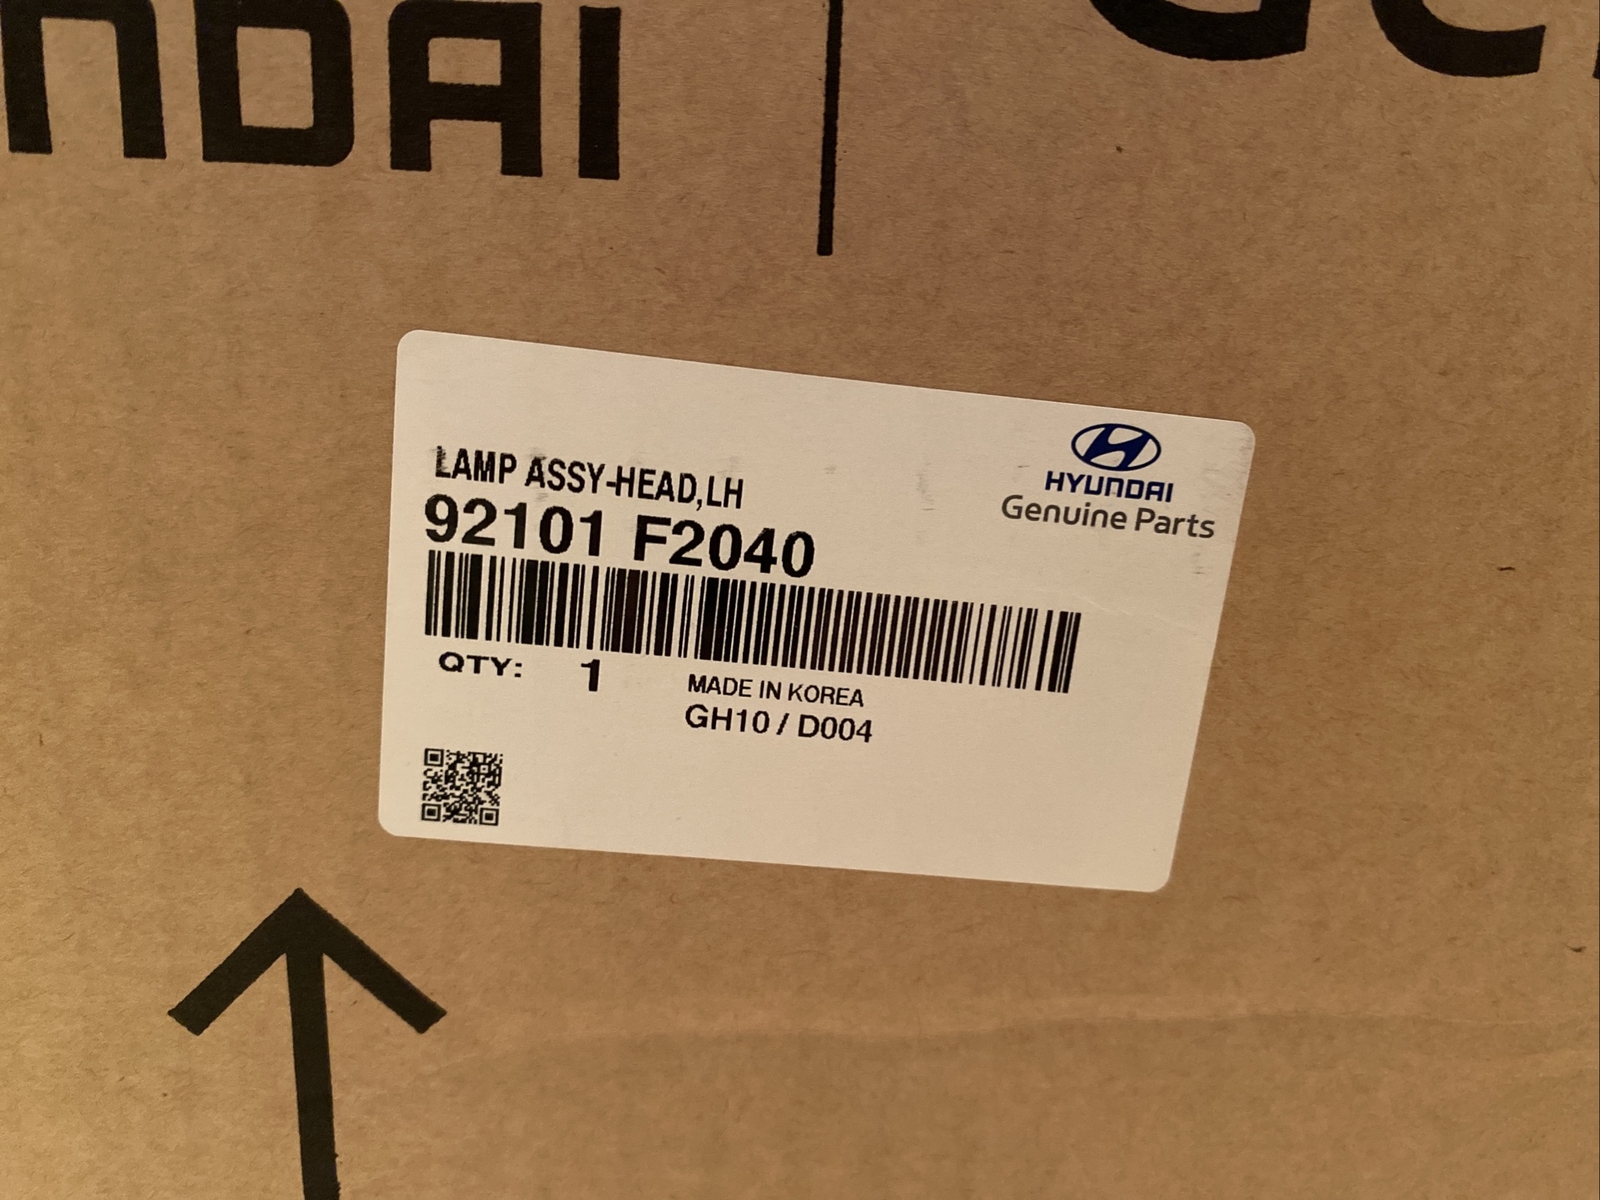 NDAI
LAMP ASSY-HEAD,LH
92101 F2040
HYUNDAI
Genuine Parts
QTY: 1
MADE IN KOREA
GH10 / D004